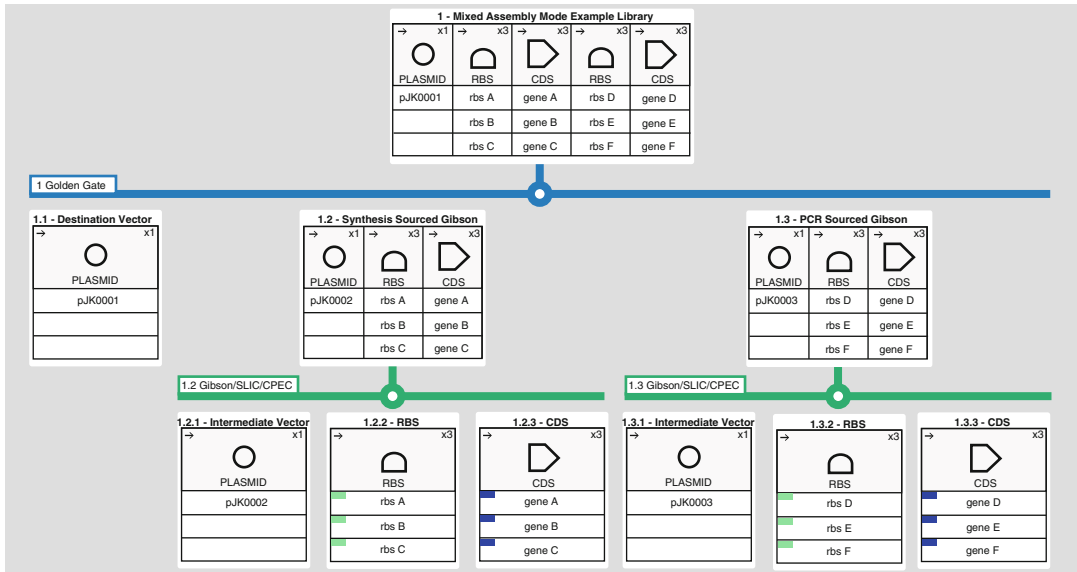 1 - Mixed Assembly Mode Example Library
→ x1 → x3 → x3 → x3 → x3
PLASMID RBS CDS RBS CDS
pJK0001 rbs A gene A rbs D gene D
rbs B gene B rbs E gene E
rbs C gene C rbs F gene F
1 Golden Gate
1.1 - Destination Vector
→ x1
PLASMID
pJK0001
1.2 - Synthesis Sourced Gibson
→ x1 → x3 → x3
PLASMID RBS CDS
pJK0002 rbs A gene A
rbs B gene B
rbs C gene C
1.3 - PCR Sourced Gibson
→ x1 → x3 → x3
PLASMID RBS CDS
pJK0003 rbs D gene D
rbs E gene E
rbs F gene F
1.2 Gibson/SLIC/CPEC
1.2.1 - Intermediate Vector
→ x1
PLASMID
pJK0002
1.2.2 - RBS
→ x3
RBS
rbs A
rbs B
rbs C
1.2.3 - CDS
→ x3
CDS
gene A
gene B
gene C
1.3 Gibson/SLIC/CPEC
1.3.1 - Intermediate Vector
→ x1
PLASMID
pJK0003
1.3.2 - RBS
→ x3
RBS
rbs D
rbs E
rbs F
1.3.3 - CDS
→ x3
CDS
gene D
gene E
gene F